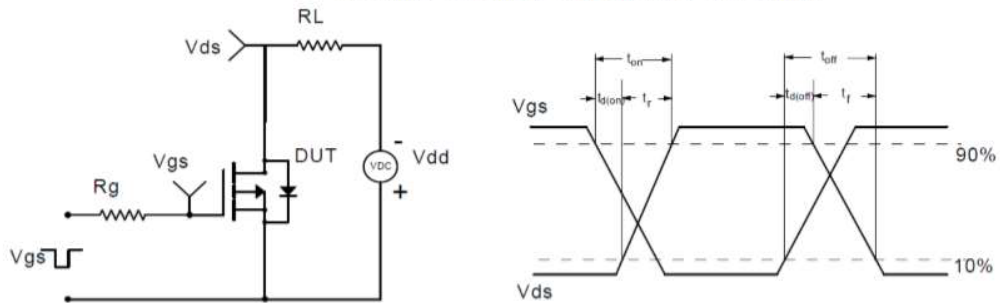 RL
Vds
Vgs
DUT
VDC
-
Vdd
+
Rg
Vgs
ton
toff
td(on)
tr
td(off)
tf
Vgs
90%
10%
Vds